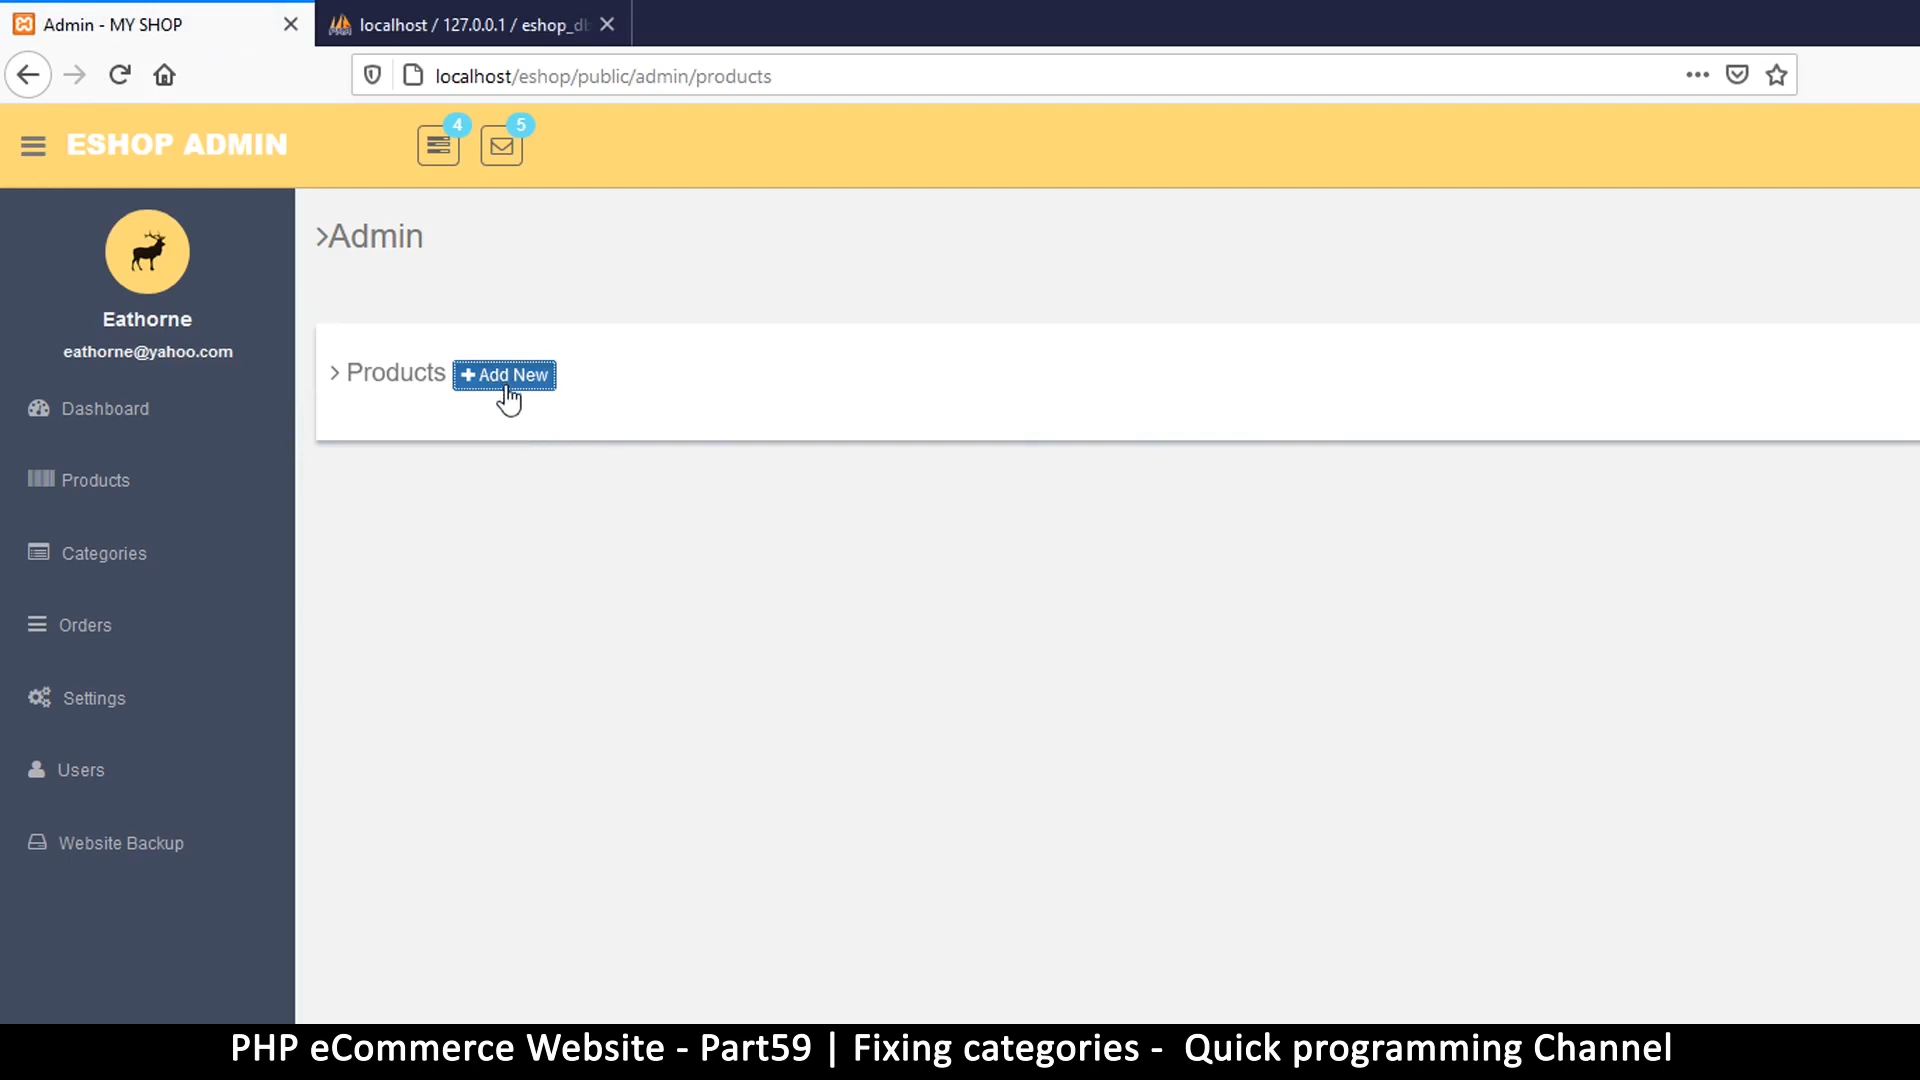 Admin - MY SHOP
localhost / 127.0.0.1 / eshop_db
localhost/eshop/public/admin/products
ESHOP ADMIN
4
5
>Admin
Eathorne
eathorne@yahoo.com
> Products + Add New
Dashboard
Products
Categories
Orders
Settings
Users
Website Backup
PHP eCommerce Website - Part59 | Fixing categories - Quick programming Channel